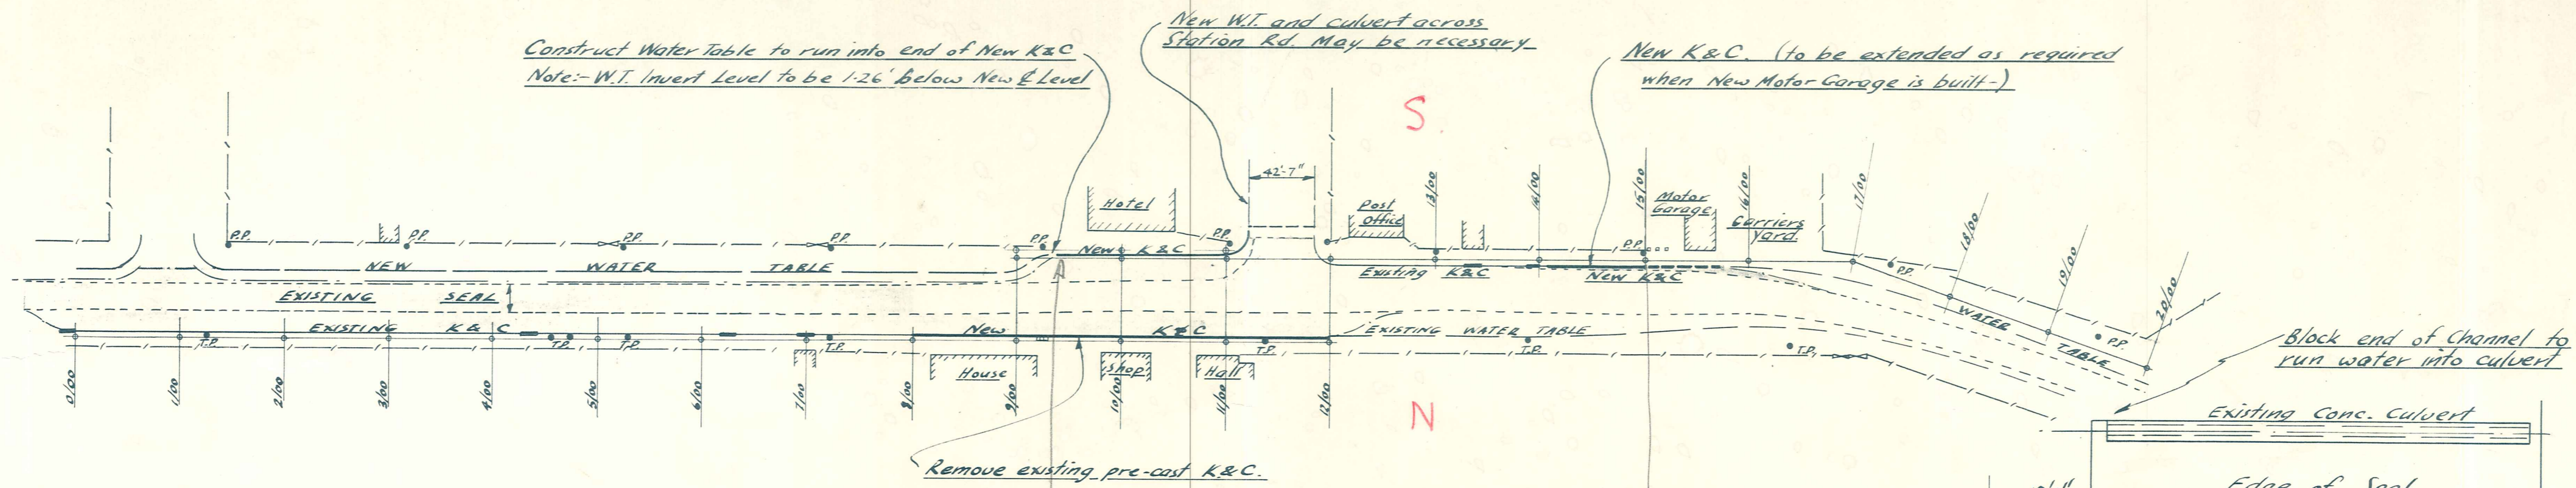 New W.T. and culvert across
Station Rd. May be necessary
Construct Water Table to run into end of New K&C
Note:- W.T. Invert Level to be 1·26' below New ℄ Level
New K&C. (to be extended as required
when New Motor Garage is built-)
S
42'-7"
Hotel
Post
Office
Motor
Garage
Carriers
Yard.
13/00
14/00
15/00
16/00
17/00
18/00
19/00
20/00
P.P.
P.P.
P.P.
P.P.
P.P.
P.P.
P.P.
P.P.
P.P.
New K&C
NEW WATER TABLE
Existing K&C
New K&C
WATER TABLE
EXISTING SEAL
EXISTING K & C
New K&C
EXISTING WATER TABLE
T.P.
T.P.
T.P.
T.P.
T.P.
T.P.
T.P.
House
Shop
Hall
0/00
1/00
2/00
3/00
4/00
5/00
6/00
7/00
8/00
9/00
10/00
11/00
12/00
N
Block end of Channel to
run water into culvert
Existing Conc. Culvert
Remove existing pre-cast K&C.
Edge of Seal